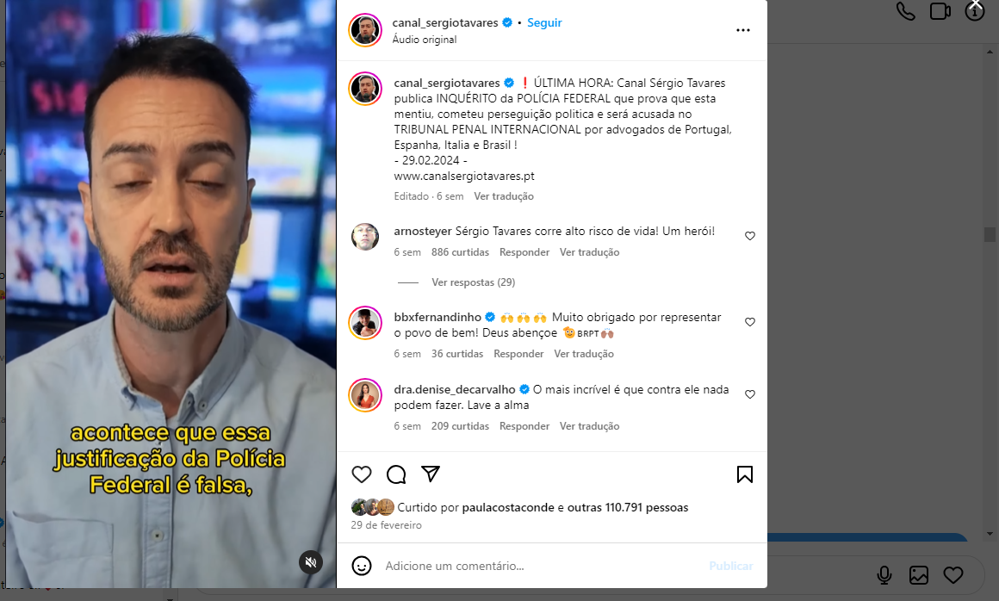 canal_sergiotavares • Seguir
Áudio original
canal_sergiotavares ❗ ÚLTIMA HORA: Canal Sérgio Tavares
publica INQUÉRITO da POLÍCIA FEDERAL que prova que esta
mentiu, cometeu perseguição politica e será acusada no
TRIBUNAL PENAL INTERNACIONAL por advogados de Portugal,
Espanha, Italia e Brasil !
- 29.02.2024 -
www.canalsergiotavares.pt
Editado · 6 sem Ver tradução
arnosteyer Sérgio Tavares corre alto risco de vida! Um herói!
6 sem 886 curtidas Responder Ver tradução
Ver respostas (29)
bbxfernandinho 🙌🙌🙌 Muito obrigado por representar
o povo de bem! Deus abençoe 🫡ʙʀᴘᴛ🙌🏽
6 sem 36 curtidas Responder Ver tradução
dra.denise_decarvalho O mais incrível é que contra ele nada
podem fazer. Lave a alma
6 sem 209 curtidas Responder Ver tradução
acontece que essa
justificação da Polícia
Federal é falsa,
Curtido por paulacostaconde e outras 110.791 pessoas
29 de fevereiro
Adicione um comentário... Publicar